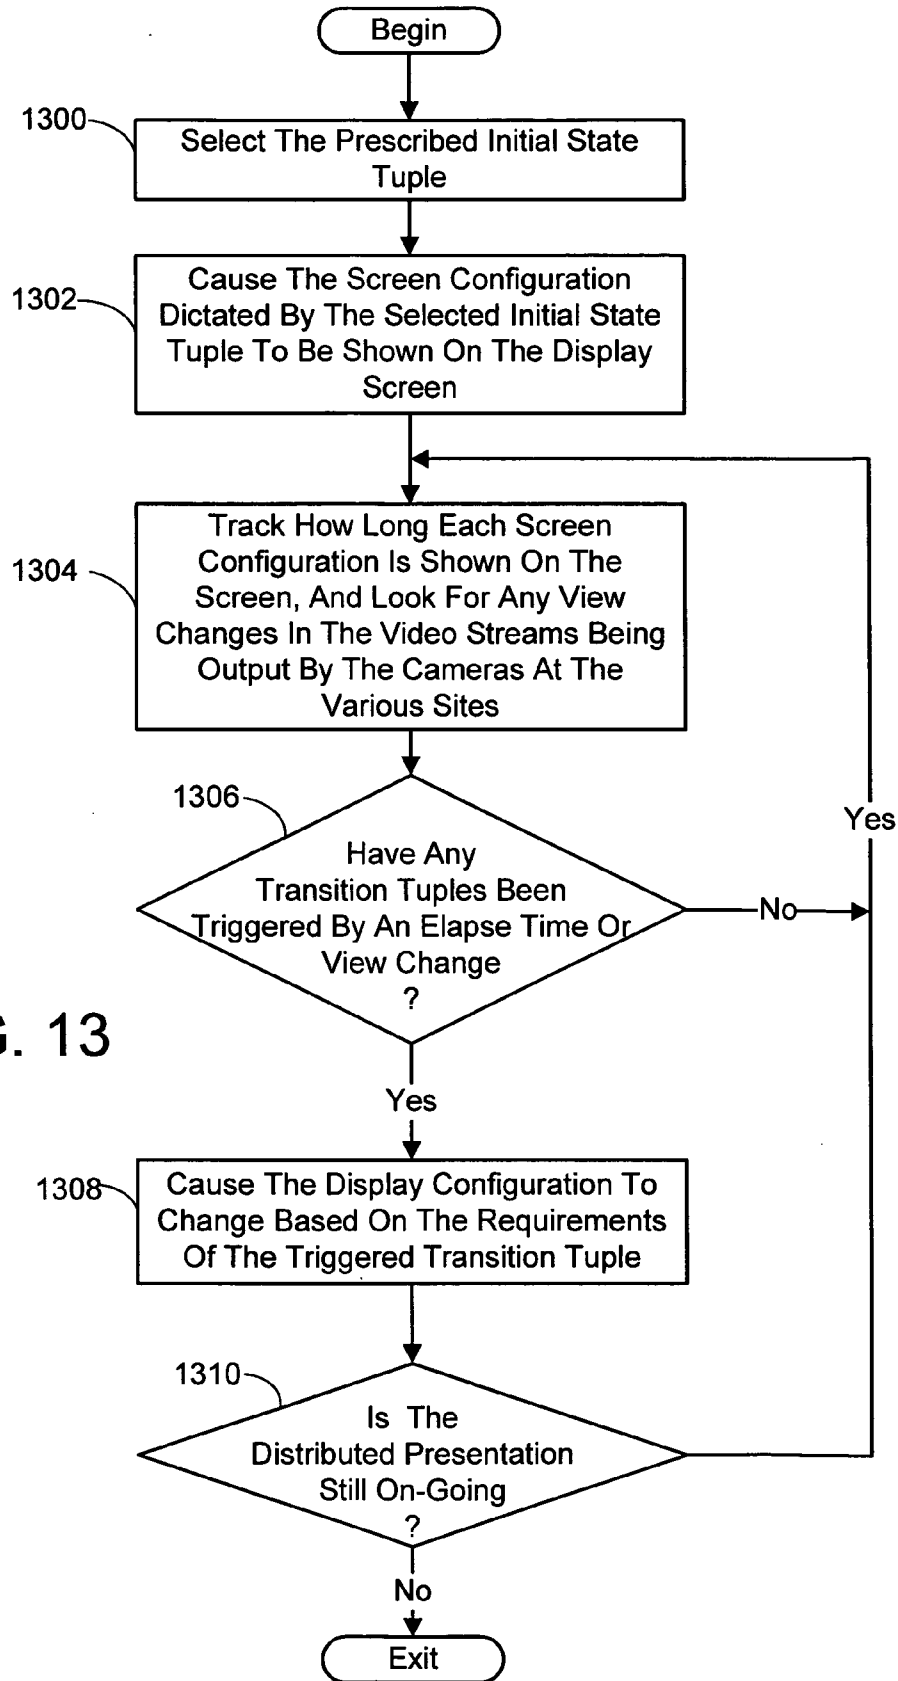 Begin
1300
Select The Prescribed Initial State
Tuple
1302
Cause The Screen Configuration
Dictated By The Selected Initial State
Tuple To Be Shown On The Display
Screen
1304
Track How Long Each Screen
Configuration Is Shown On The
Screen, And Look For Any View
Changes In The Video Streams Being
Output By The Cameras At The
Various Sites
1306
Have Any
Transition Tuples Been
Triggered By An Elapse Time Or
View Change
?
No
Yes
G. 13
Yes
1308
Cause The Display Configuration To
Change Based On The Requirements
Of The Triggered Transition Tuple
1310
Is The
Distributed Presentation
Still On-Going
?
No
Exit